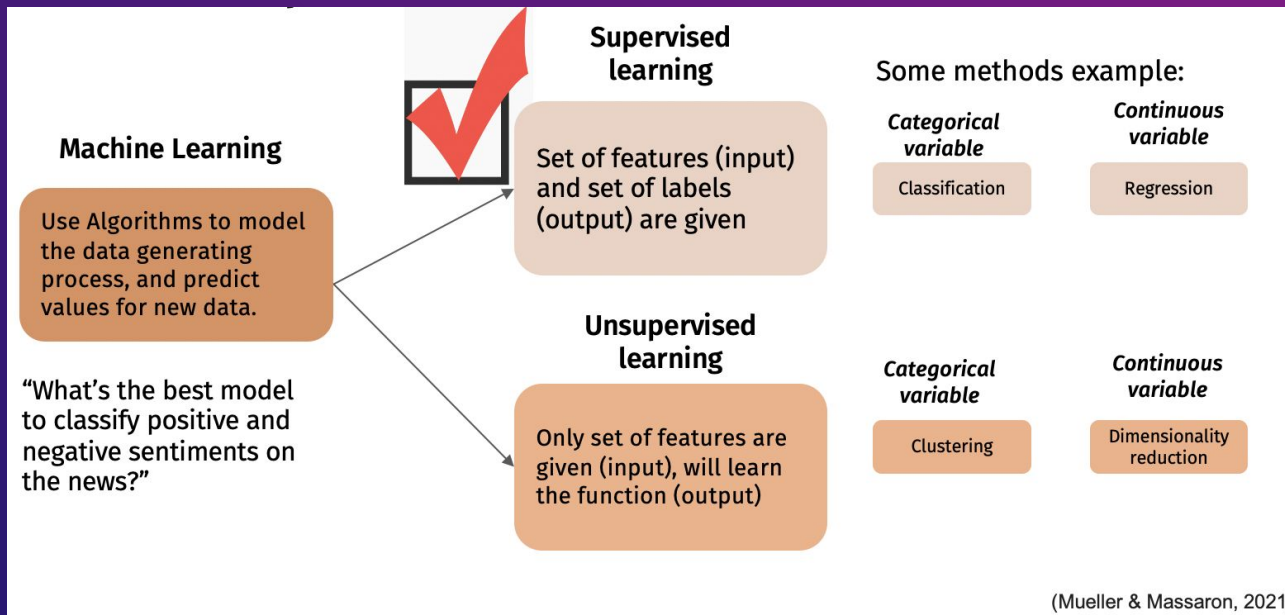 Machine Learning
Use Algorithms to model
the data generating
process, and predict
values for new data.
“What’s the best model
to classify positive and
negative sentiments on
the news?”
Supervised
learning
Set of features (input)
and set of labels
(output) are given
Unsupervised
learning
Only set of features are
given (input), will learn
the function (output)
Some methods example:
Categorical
variable
Classification
Continuous
variable
Regression
Categorical
variable
Clustering
Continuous
variable
Dimensionality
reduction
(Mueller & Massaron, 2021